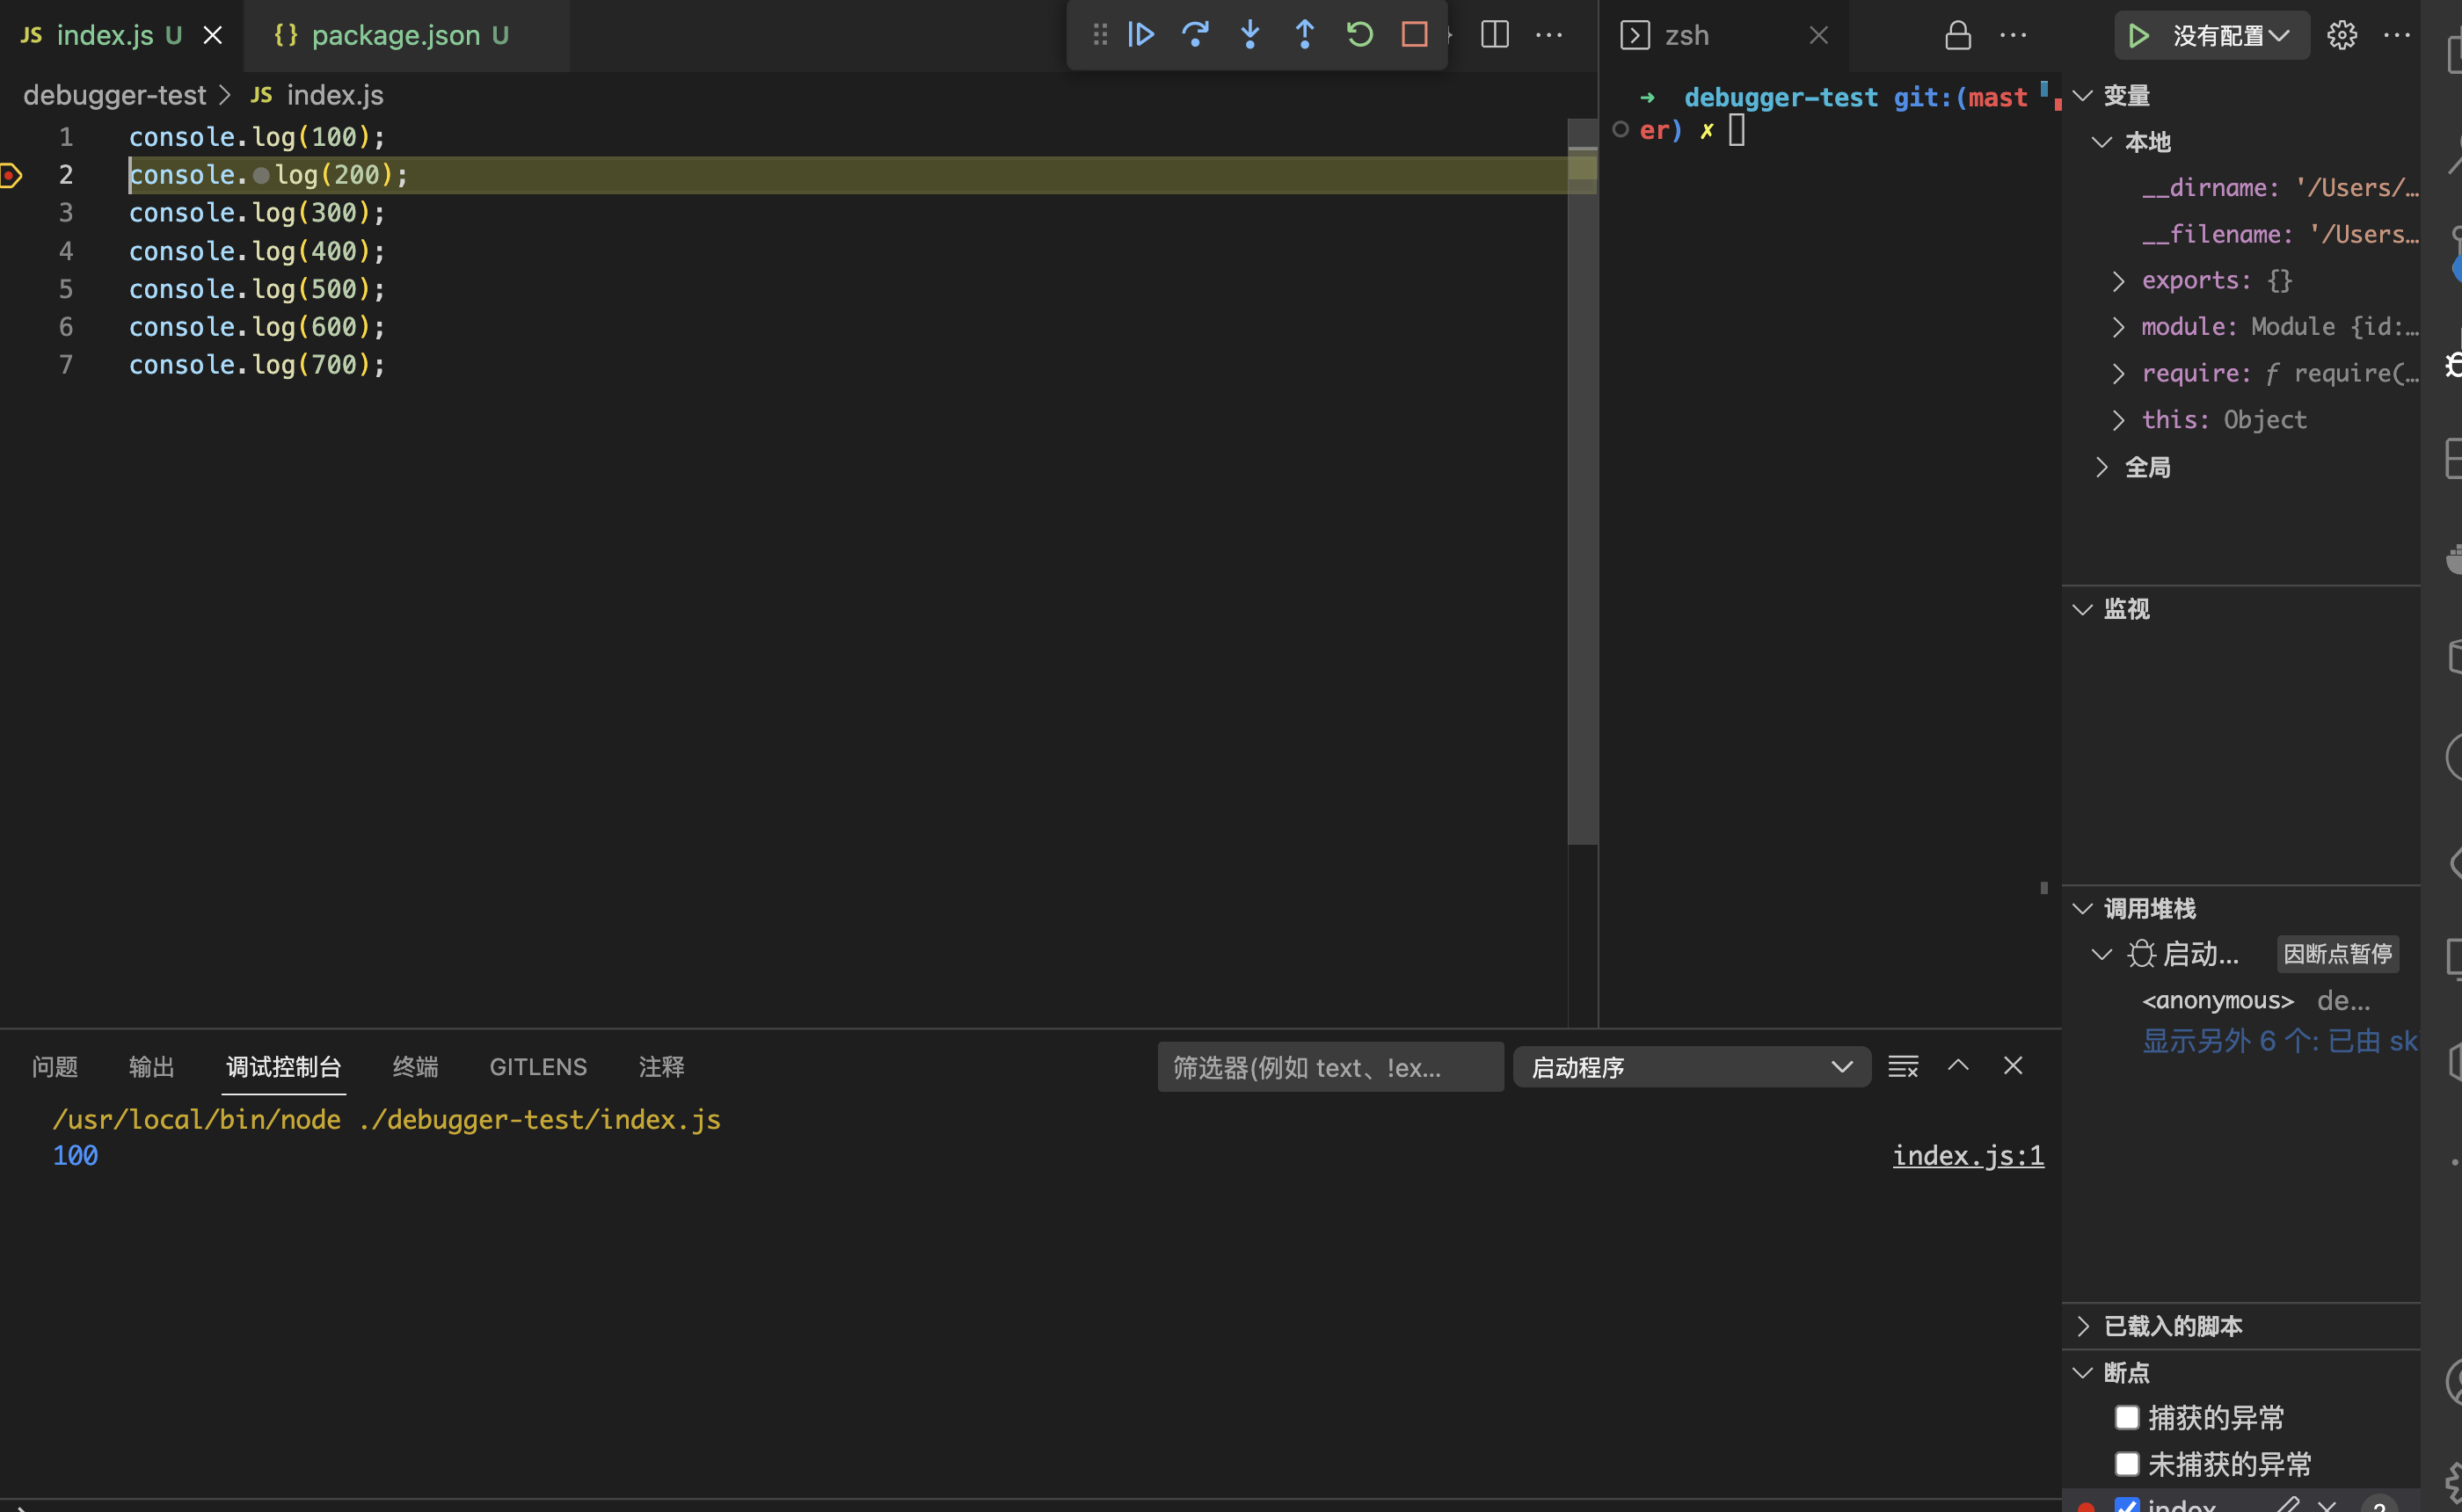 JS index.js U
{} package.json U
debugger-test > JS index.js
1 console.log(100);
2 console.log(200);
3 console.log(300);
4 console.log(400);
5 console.log(500);
6 console.log(600);
7 console.log(700);
zsh
→ debugger-test git:(mast
er) ✗
没有配置
变量
本地
__dirname: '/Users/…
__filename: '/Users…
exports: {}
module: Module {id:…
require: ƒ require(…
this: Object
全局
监视
调用堆栈
启动... 因断点暂停
<anonymous> de...
显示另外 6 个: 已由 sk
已载入的脚本
断点
捕获的异常
未捕获的异常
index
问题 输出 调试控制台 终端 GITLENS 注释
筛选器(例如 text、!ex...
启动程序
/usr/local/bin/node ./debugger-test/index.js
100 index.js:1